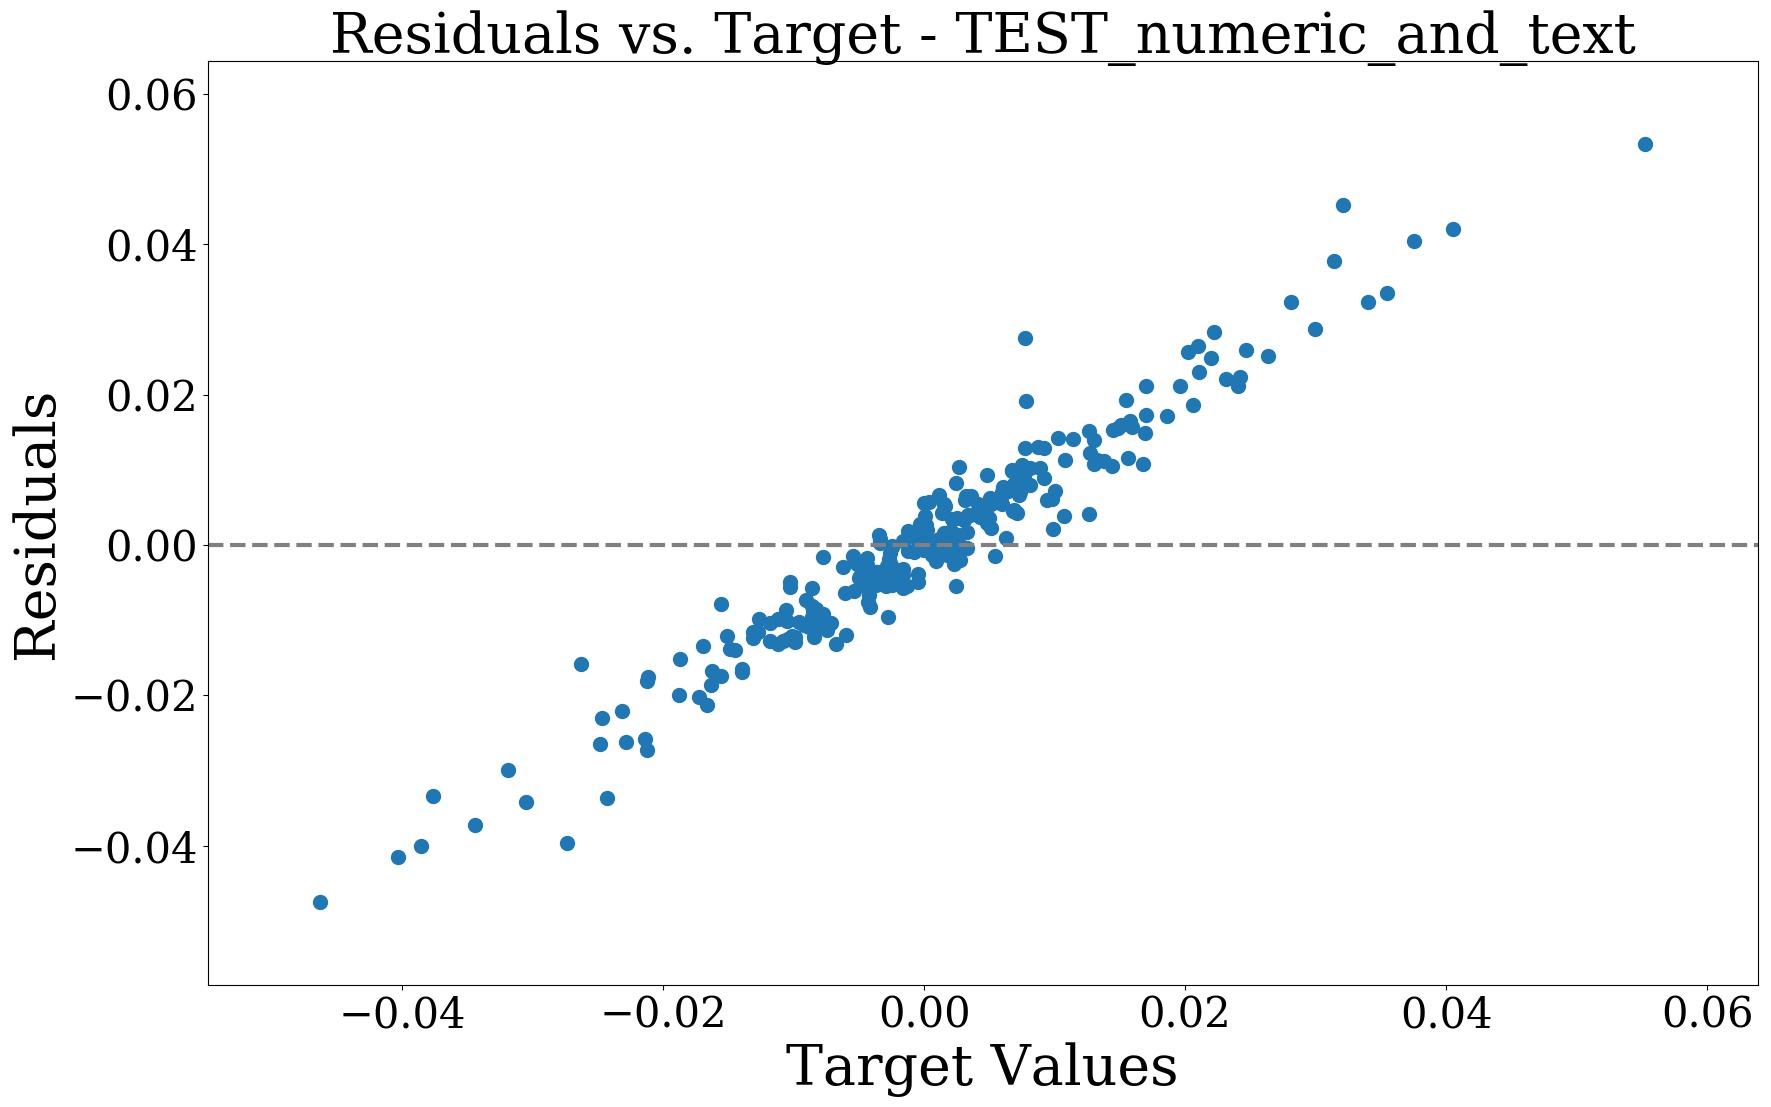 Residuals vs. Target - TEST_numeric_and_text
0.06
0.04
0.02
0.00
−0.02
−0.04
Residuals
−0.04 −0.02 0.00 0.02 0.04 0.06
Target Values